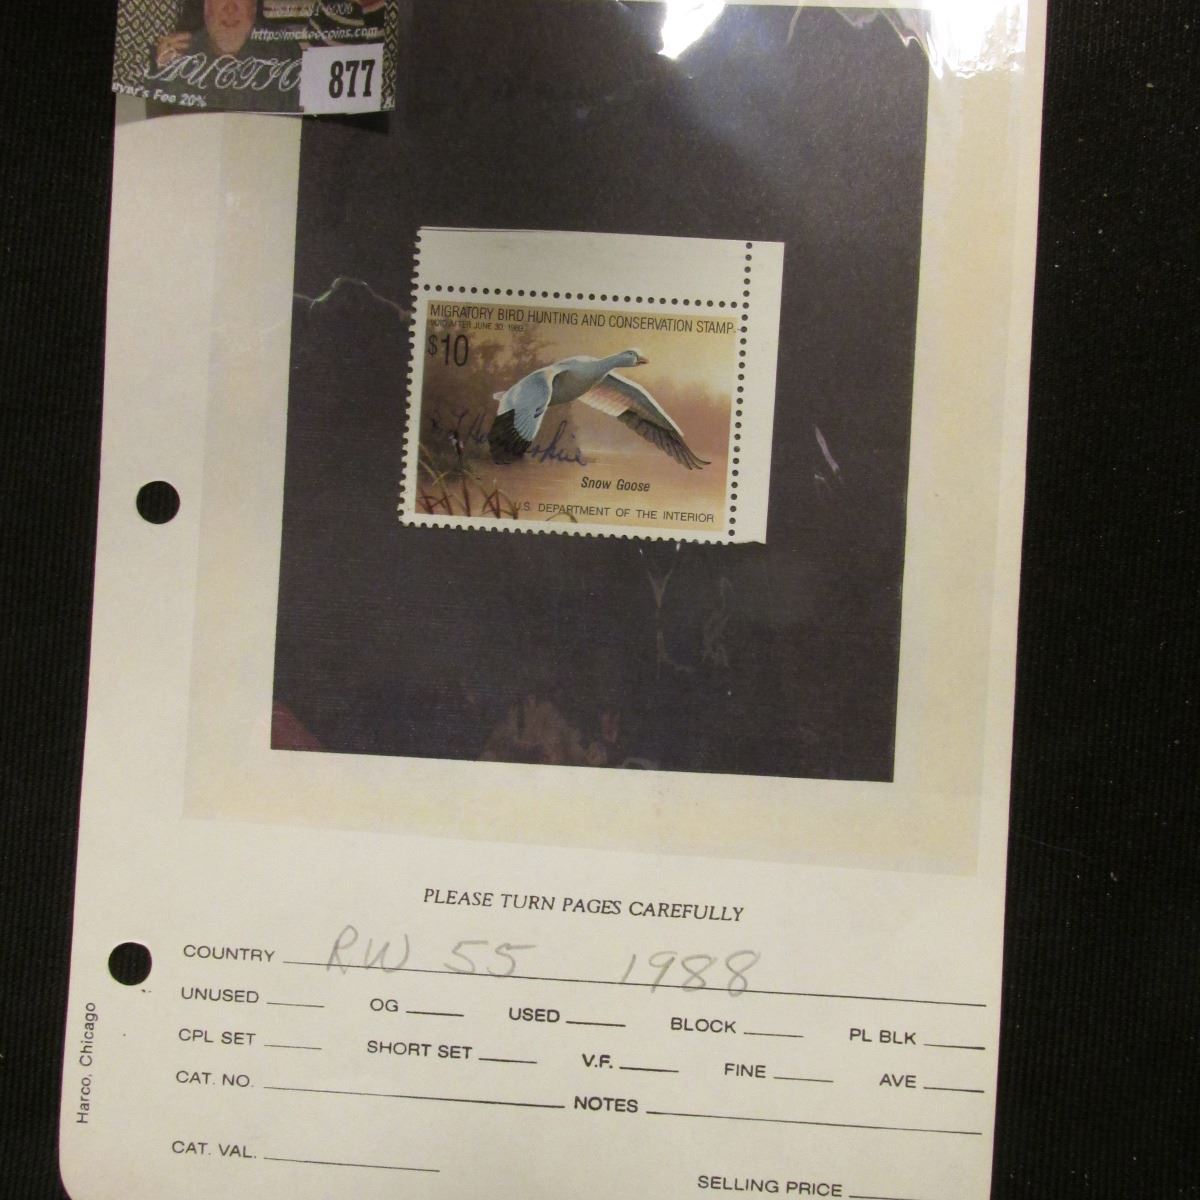 http://mckeecoins.com
AUCTIO
877
yer's Fee 20%
MIGRATORY BIRD HUNTING AND CONSERVATION STAMP
VOID AFTER JUNE 30, 1989
$10
Snow Goose
U.S. DEPARTMENT OF THE INTERIOR
PLEASE TURN PAGES CAREFULLY
COUNTRY RW 55 1988
UNUSED OG USED BLOCK PL BLK
CPL SET SHORT SET V.F. FINE AVE
CAT. NO. NOTES
CAT. VAL.
SELLING PRICE
Harco, Chicago